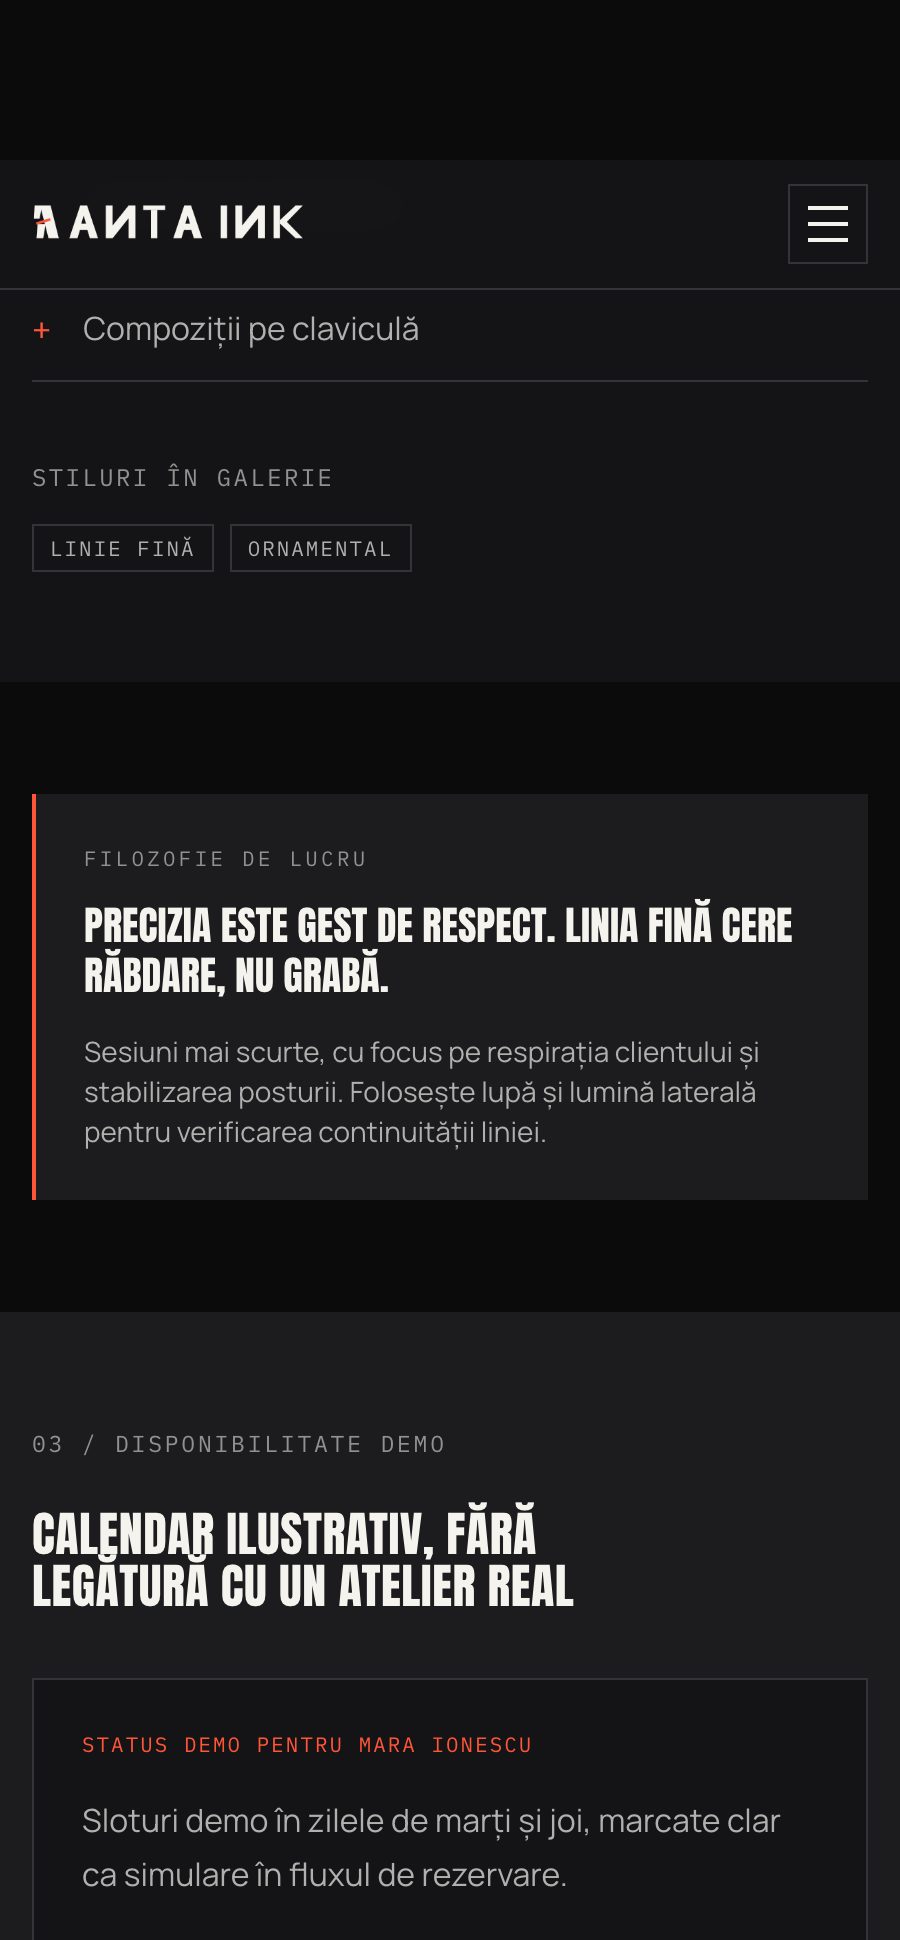 AANTA INK
+ Compoziții pe claviculă
STILURI ÎN GALERIE
LINIE FINĂ
ORNAMENTAL
FILOZOFIE DE LUCRU
PRECIZIA ESTE GEST DE RESPECT. LINIA FINĂ CERE
RĂBDARE, NU GRABĂ.
Sesiuni mai scurte, cu focus pe respirația clientului și
stabilizarea posturii. Folosește lupă și lumină laterală
pentru verificarea continuității liniei.
03 / DISPONIBILITATE DEMO
CALENDAR ILUSTRATIV, FĂRĂ
LEGĂTURĂ CU UN ATELIER REAL
STATUS DEMO PENTRU MARA IONESCU
Sloturi demo în zilele de marți și joi, marcate clar
ca simulare în fluxul de rezervare.